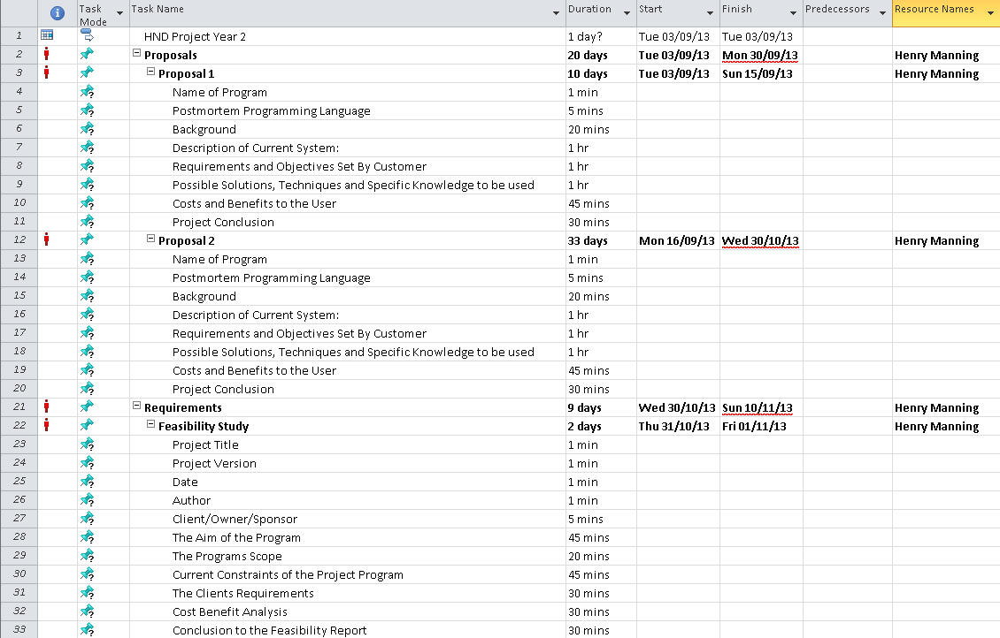 Task Mode Task Name Duration Start Finish Predecessors Resource Names
1 HND Project Year 2 1 day? Tue 03/09/13 Tue 03/09/13
2 Proposals 20 days Tue 03/09/13 Mon 30/09/13 Henry Manning
3 Proposal 1 10 days Tue 03/09/13 Sun 15/09/13 Henry Manning
4 Name of Program 1 min
5 Postmortem Programming Language 5 mins
6 Background 20 mins
7 Description of Current System: 1 hr
8 Requirements and Objectives Set By Customer 1 hr
9 Possible Solutions, Techniques and Specific Knowledge to be used 1 hr
10 Costs and Benefits to the User 45 mins
11 Project Conclusion 30 mins
12 Proposal 2 33 days Mon 16/09/13 Wed 30/10/13 Henry Manning
13 Name of Program 1 min
14 Postmortem Programming Language 5 mins
15 Background 20 mins
16 Description of Current System: 1 hr
17 Requirements and Objectives Set By Customer 1 hr
18 Possible Solutions, Techniques and Specific Knowledge to be used 1 hr
19 Costs and Benefits to the User 45 mins
20 Project Conclusion 30 mins
21 Requirements 9 days Wed 30/10/13 Sun 10/11/13 Henry Manning
22 Feasibility Study 2 days Thu 31/10/13 Fri 01/11/13 Henry Manning
23 Project Title 1 min
24 Project Version 1 min
25 Date 1 min
26 Author 1 min
27 Client/Owner/Sponsor 5 mins
28 The Aim of the Program 45 mins
29 The Programs Scope 20 mins
30 Current Constraints of the Project Program 45 mins
31 The Clients Requirements 30 mins
32 Cost Benefit Analysis 30 mins
33 Conclusion to the Feasibility Report 30 mins